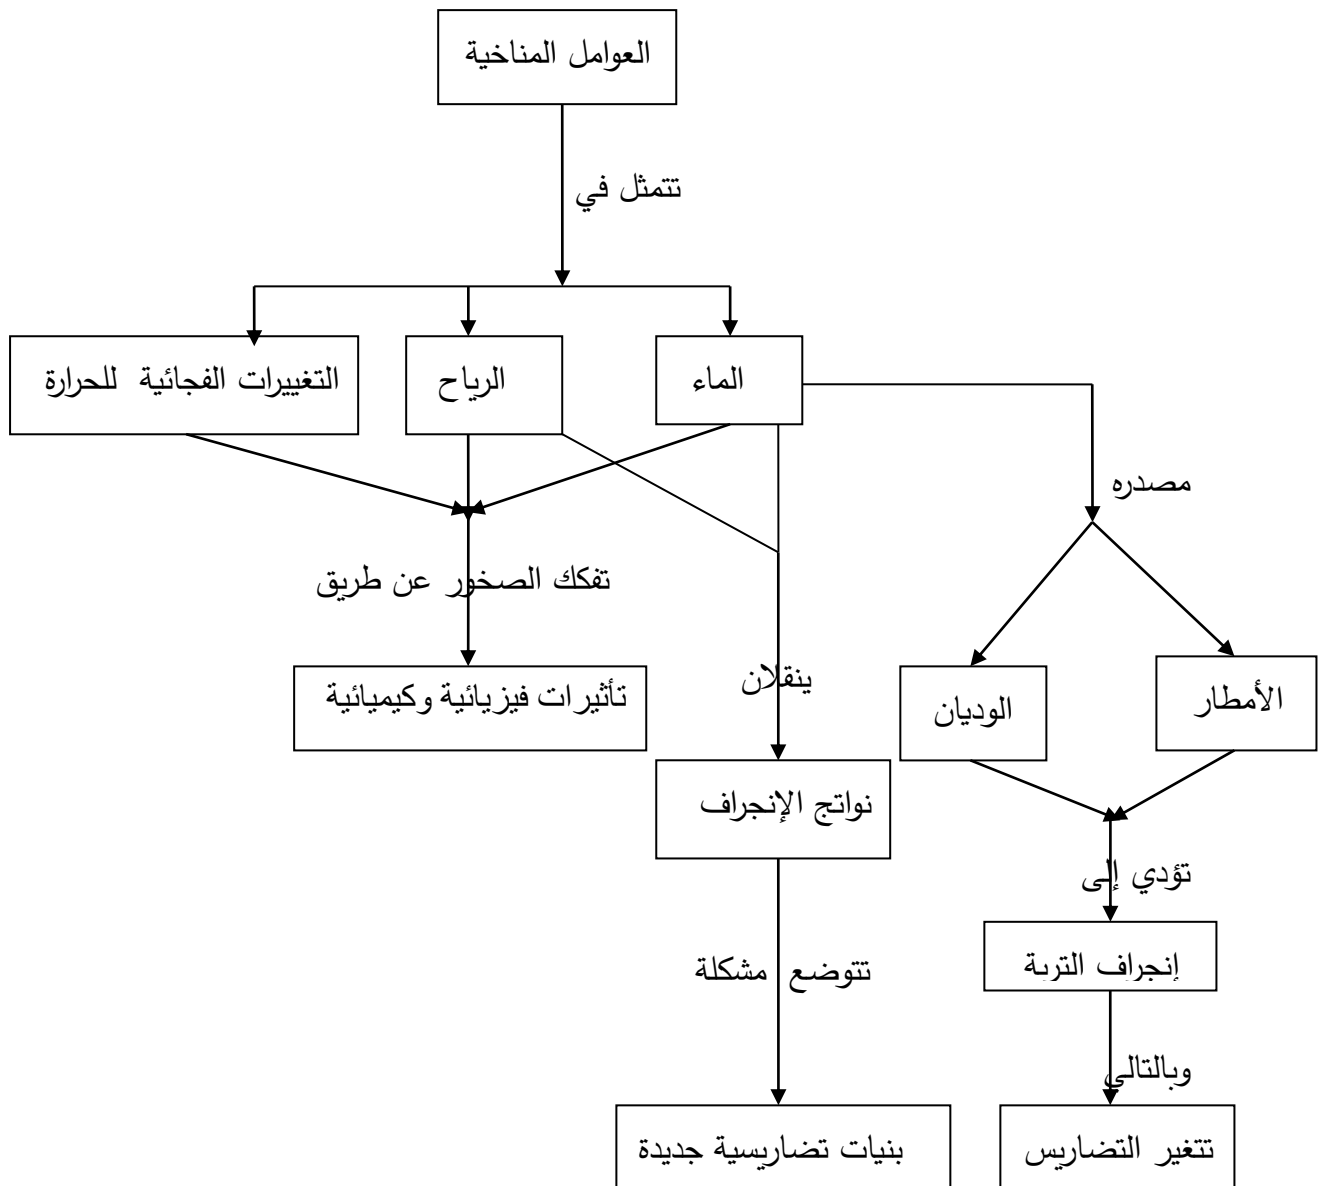 العوامل المناخية
تتمثل في
الماء
الرياح
التغييرات الفجائية للحرارة
مصدره
تفكك الصخور عن طريق
ينقلان
الأمطار
الوديان
تأثيرات فيزيائية وكيميائية
نواتج الإنجراف
تؤدي إلى
إنجراف التربة
تتوضع مشكلة
وبالتالي
تتغير التضاريس
بنيات تضاريسية جديدة